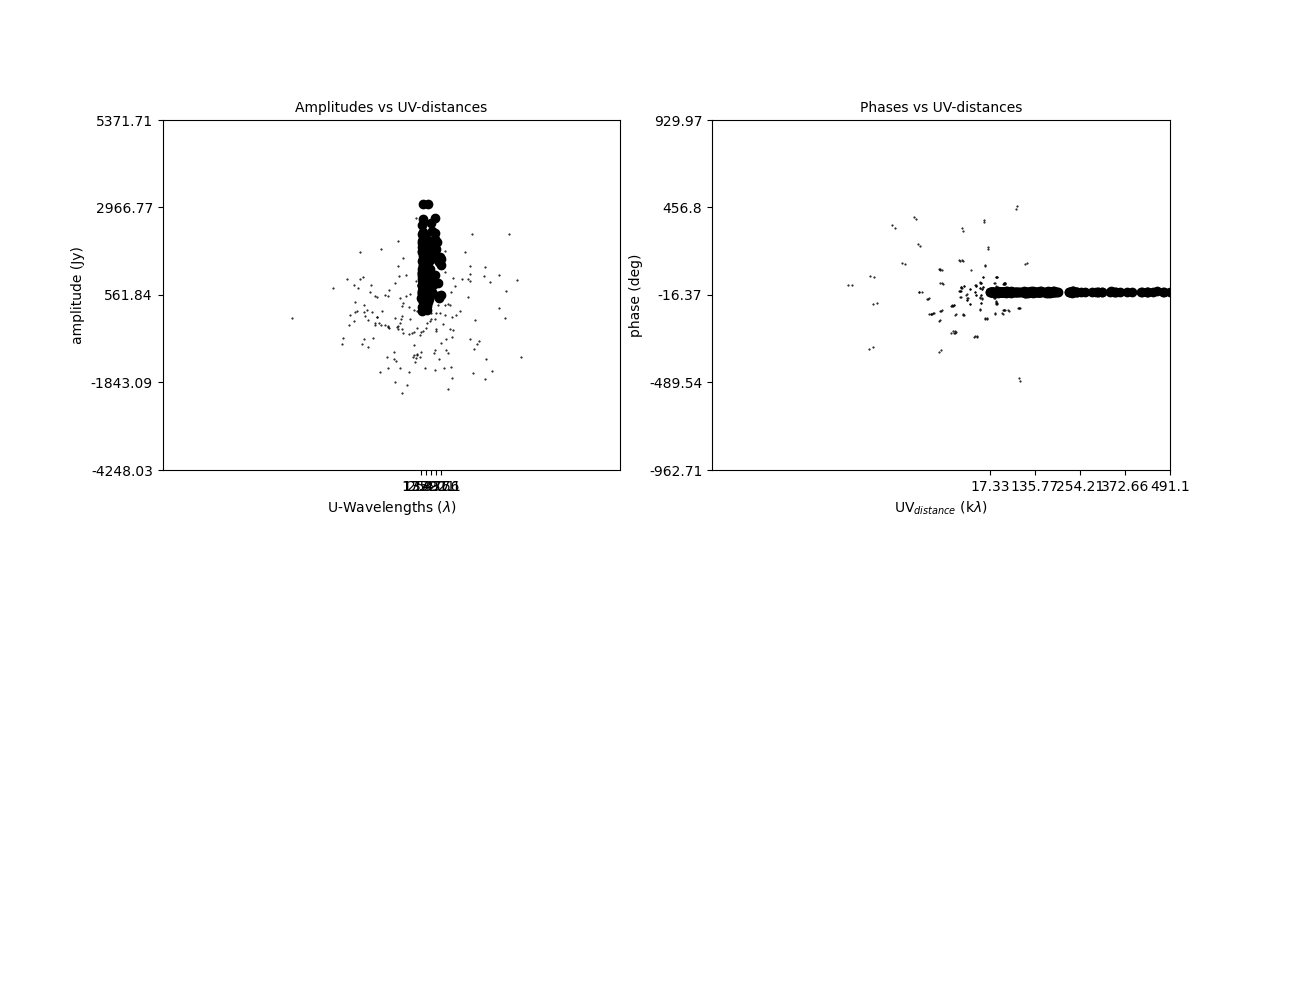 Amplitudes vs UV-distances
5371.71
2966.77
561.84
-1843.09
-4248.03
amplitude (Jy)
U-Wavelengths (λ)
Phases vs UV-distances
929.97
456.8
-16.37
-489.54
-962.71
phase (deg)
17.33 135.77 254.21 372.66 491.1
UVdistance (kλ)